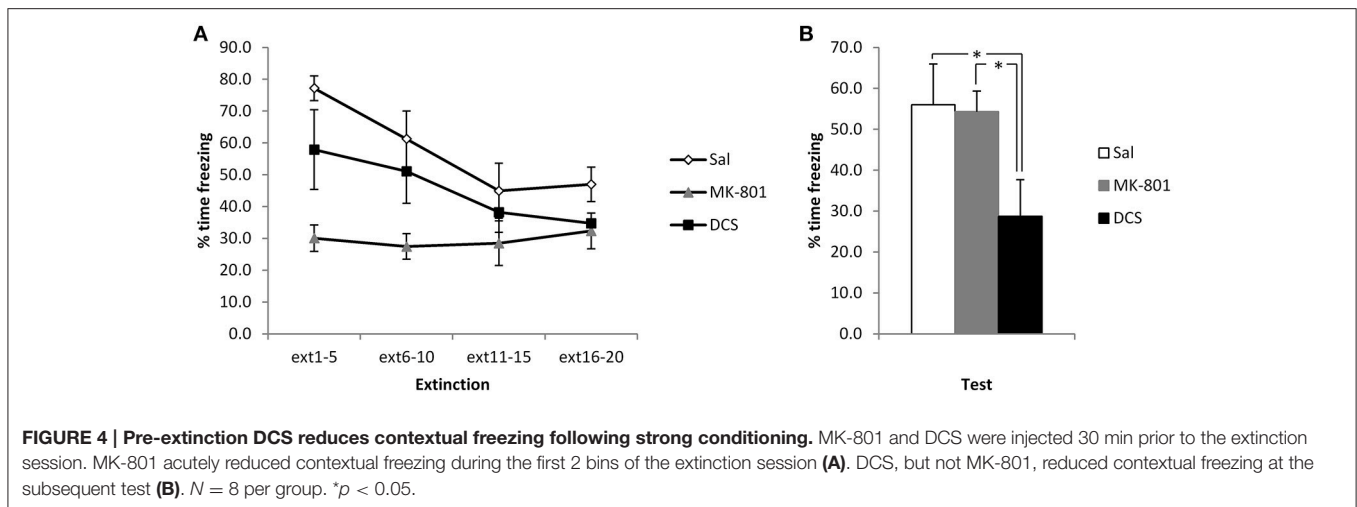 A
90.0
80.0
70.0
60.0
50.0
40.0
30.0
20.0
10.0
0.0
% time freezing
ext1-5 ext6-10 ext11-15 ext16-20
Extinction
Sal
MK-801
DCS
B
70.0
60.0
50.0
40.0
30.0
20.0
10.0
0.0
% time freezing
*
*
Test
Sal
MK-801
DCS
FIGURE 4 | Pre-extinction DCS reduces contextual freezing following strong conditioning. MK-801 and DCS were injected 30 min prior to the extinction
session. MK-801 acutely reduced contextual freezing during the first 2 bins of the extinction session (A). DCS, but not MK-801, reduced contextual freezing at the
subsequent test (B). N = 8 per group. *p < 0.05.